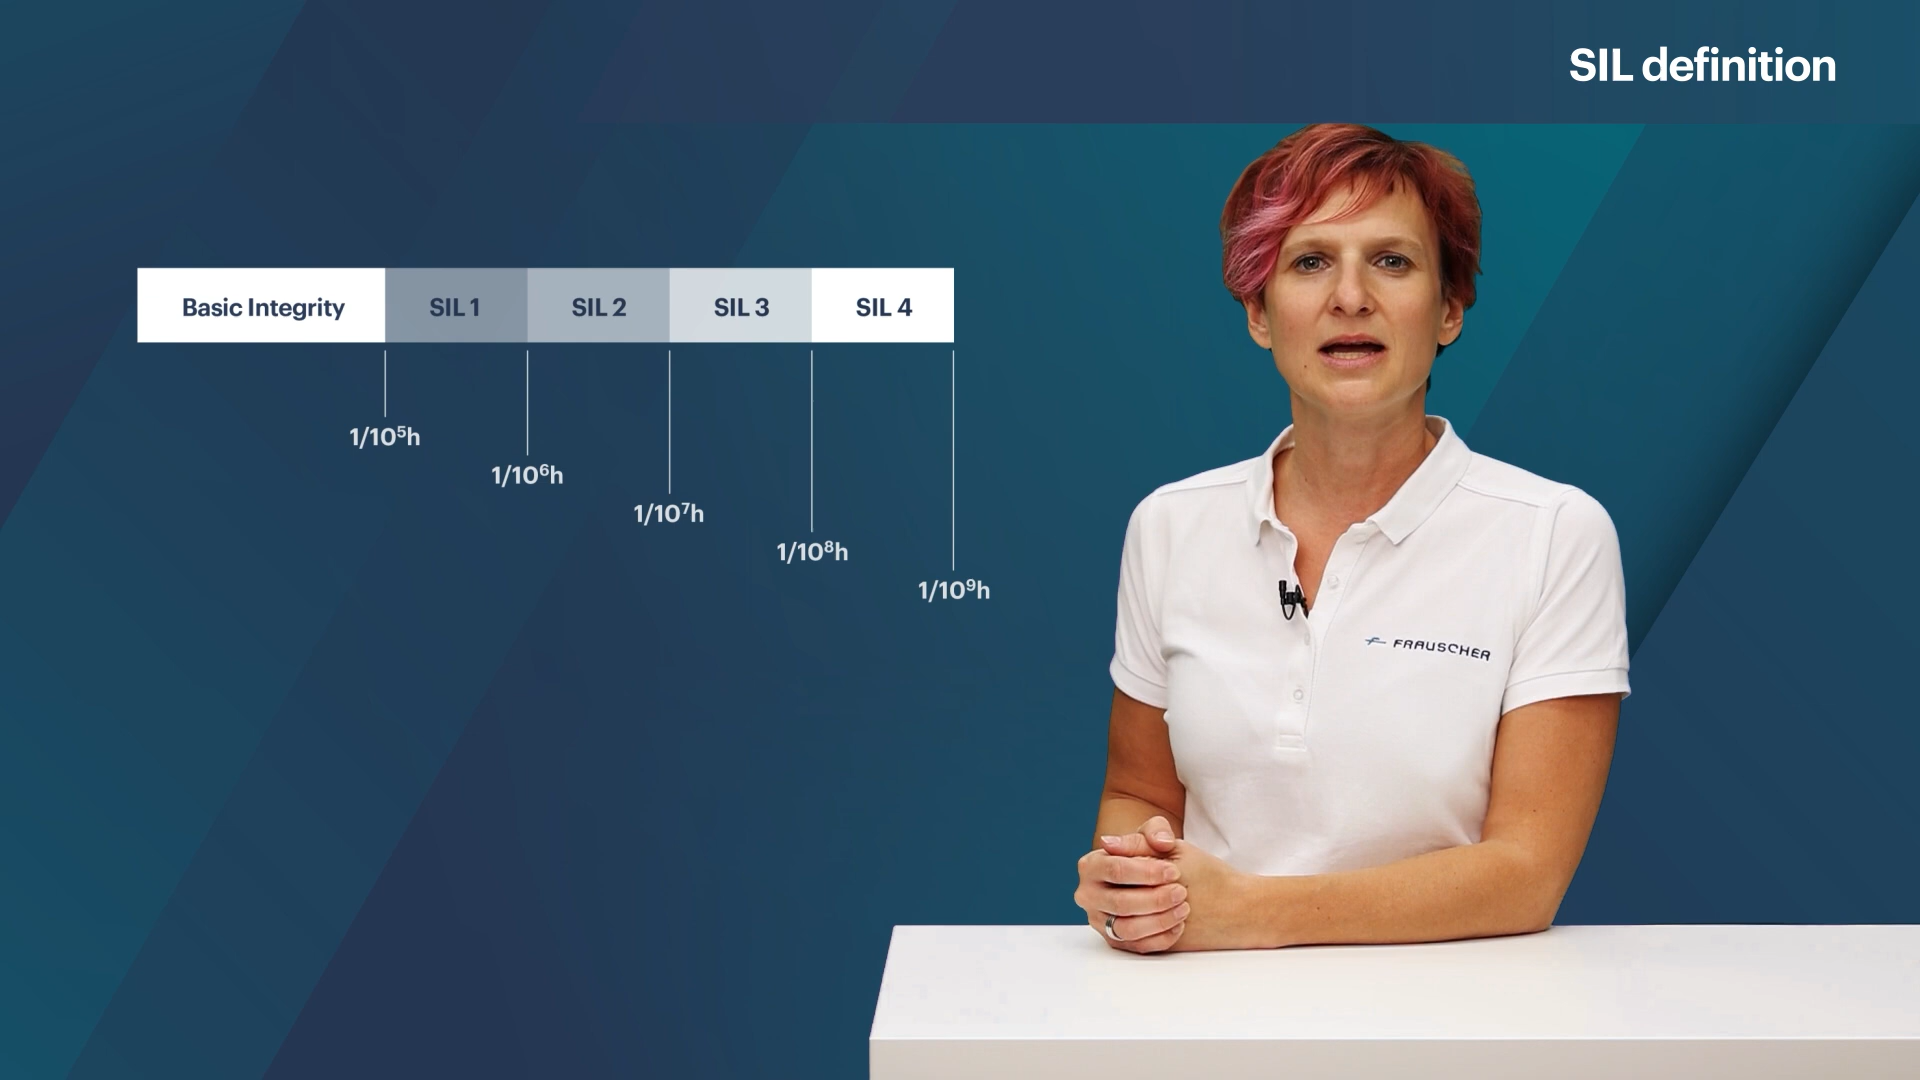 SIL definition
Basic Integrity SIL 1 SIL 2 SIL 3 SIL 4
1/10⁵h
1/10⁶h
1/10⁷h
1/10⁸h
1/10⁹h
FRAUSCHER